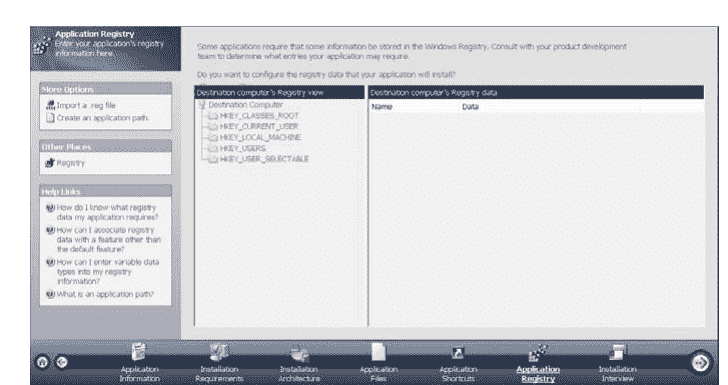 Application Registry
Enter your application's registry
information here.
Some applications require that some information be stored in the Windows Registry. Consult with your product development
team to determine what entries your application may require.
Do you want to configure the registry data that your application will install?
More Options
Import a .reg file
Create an application path
Other Places
Registry
Help Links
How do I know what registry
data my application requires?
How can I associate registry
data with a feature other than
the default feature?
How can I enter variable data
types into my registry
information?
What is an application path?
Destination computer's Registry view
Destination Computer
HKEY_CLASSES_ROOT
HKEY_CURRENT_USER
HKEY_LOCAL_MACHINE
HKEY_USERS
HKEY_USER_SELECTABLE
Destination computer's Registry data
Name Data
Application
Information
Installation
Requirements
Installation
Architecture
Application
Files
Application
Shortcuts
Application
Registry
Installation
Interview